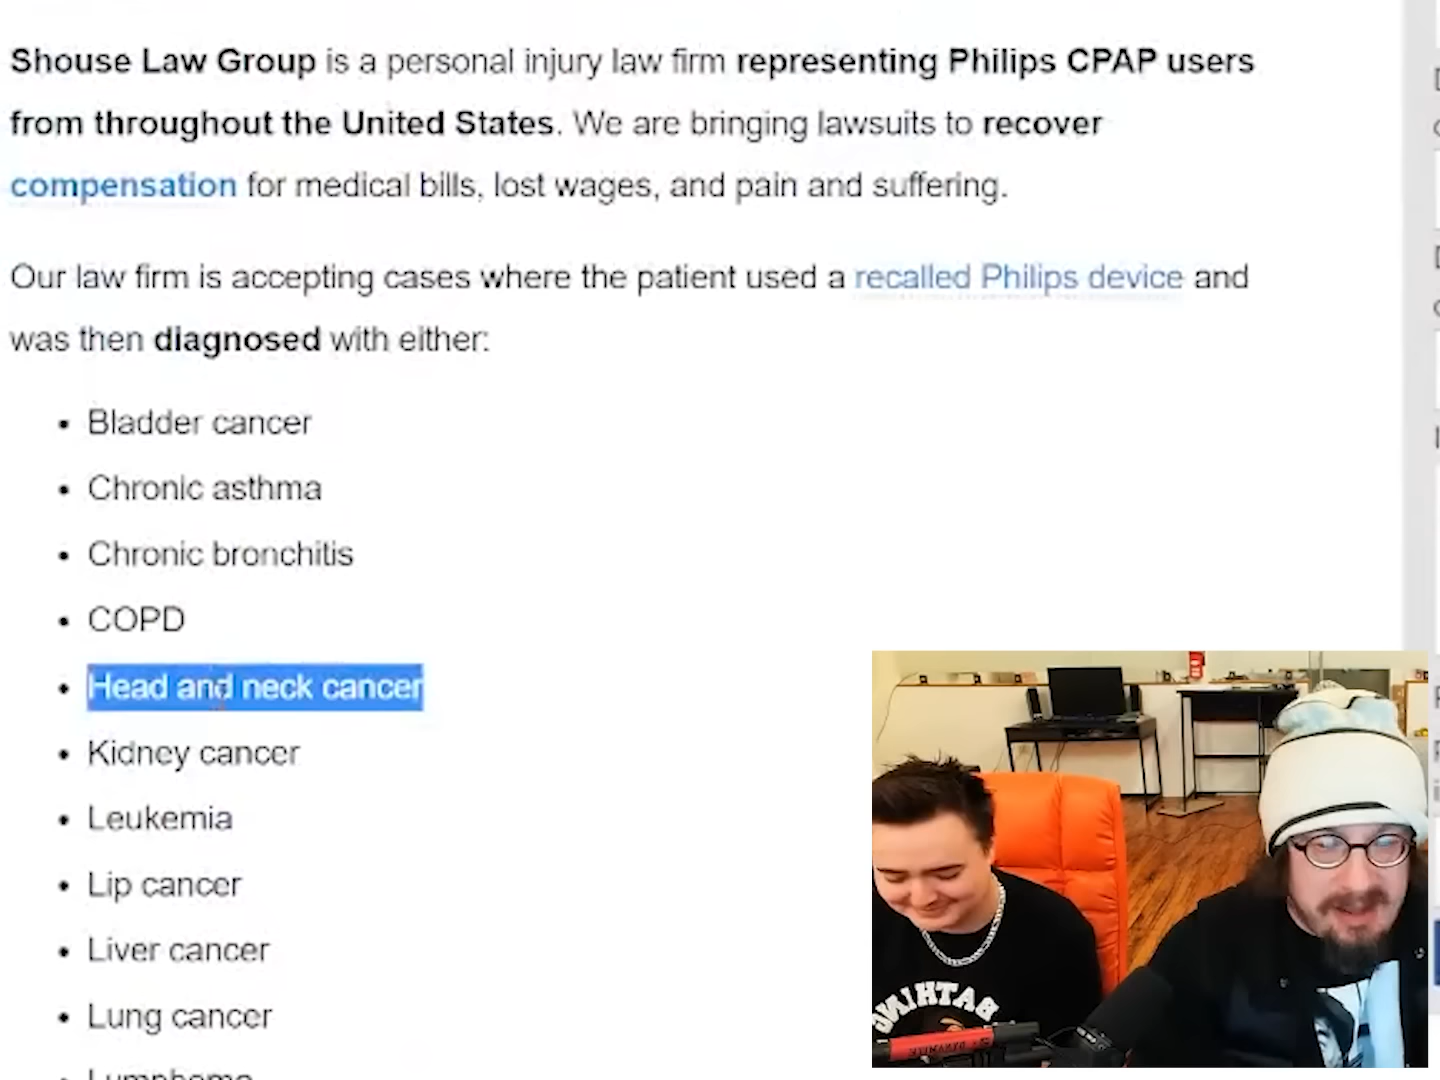 Shouse Law Group is a personal injury law firm representing Philips CPAP users
from throughout the United States. We are bringing lawsuits to recover
compensation for medical bills, lost wages, and pain and suffering.
Our law firm is accepting cases where the patient used a recalled Philips device and
was then diagnosed with either:
• Bladder cancer
• Chronic asthma
• Chronic bronchitis
• COPD
• Head and neck cancer
• Kidney cancer
• Leukemia
• Lip cancer
• Liver cancer
• Lung cancer
• Lymphoma
BATHING